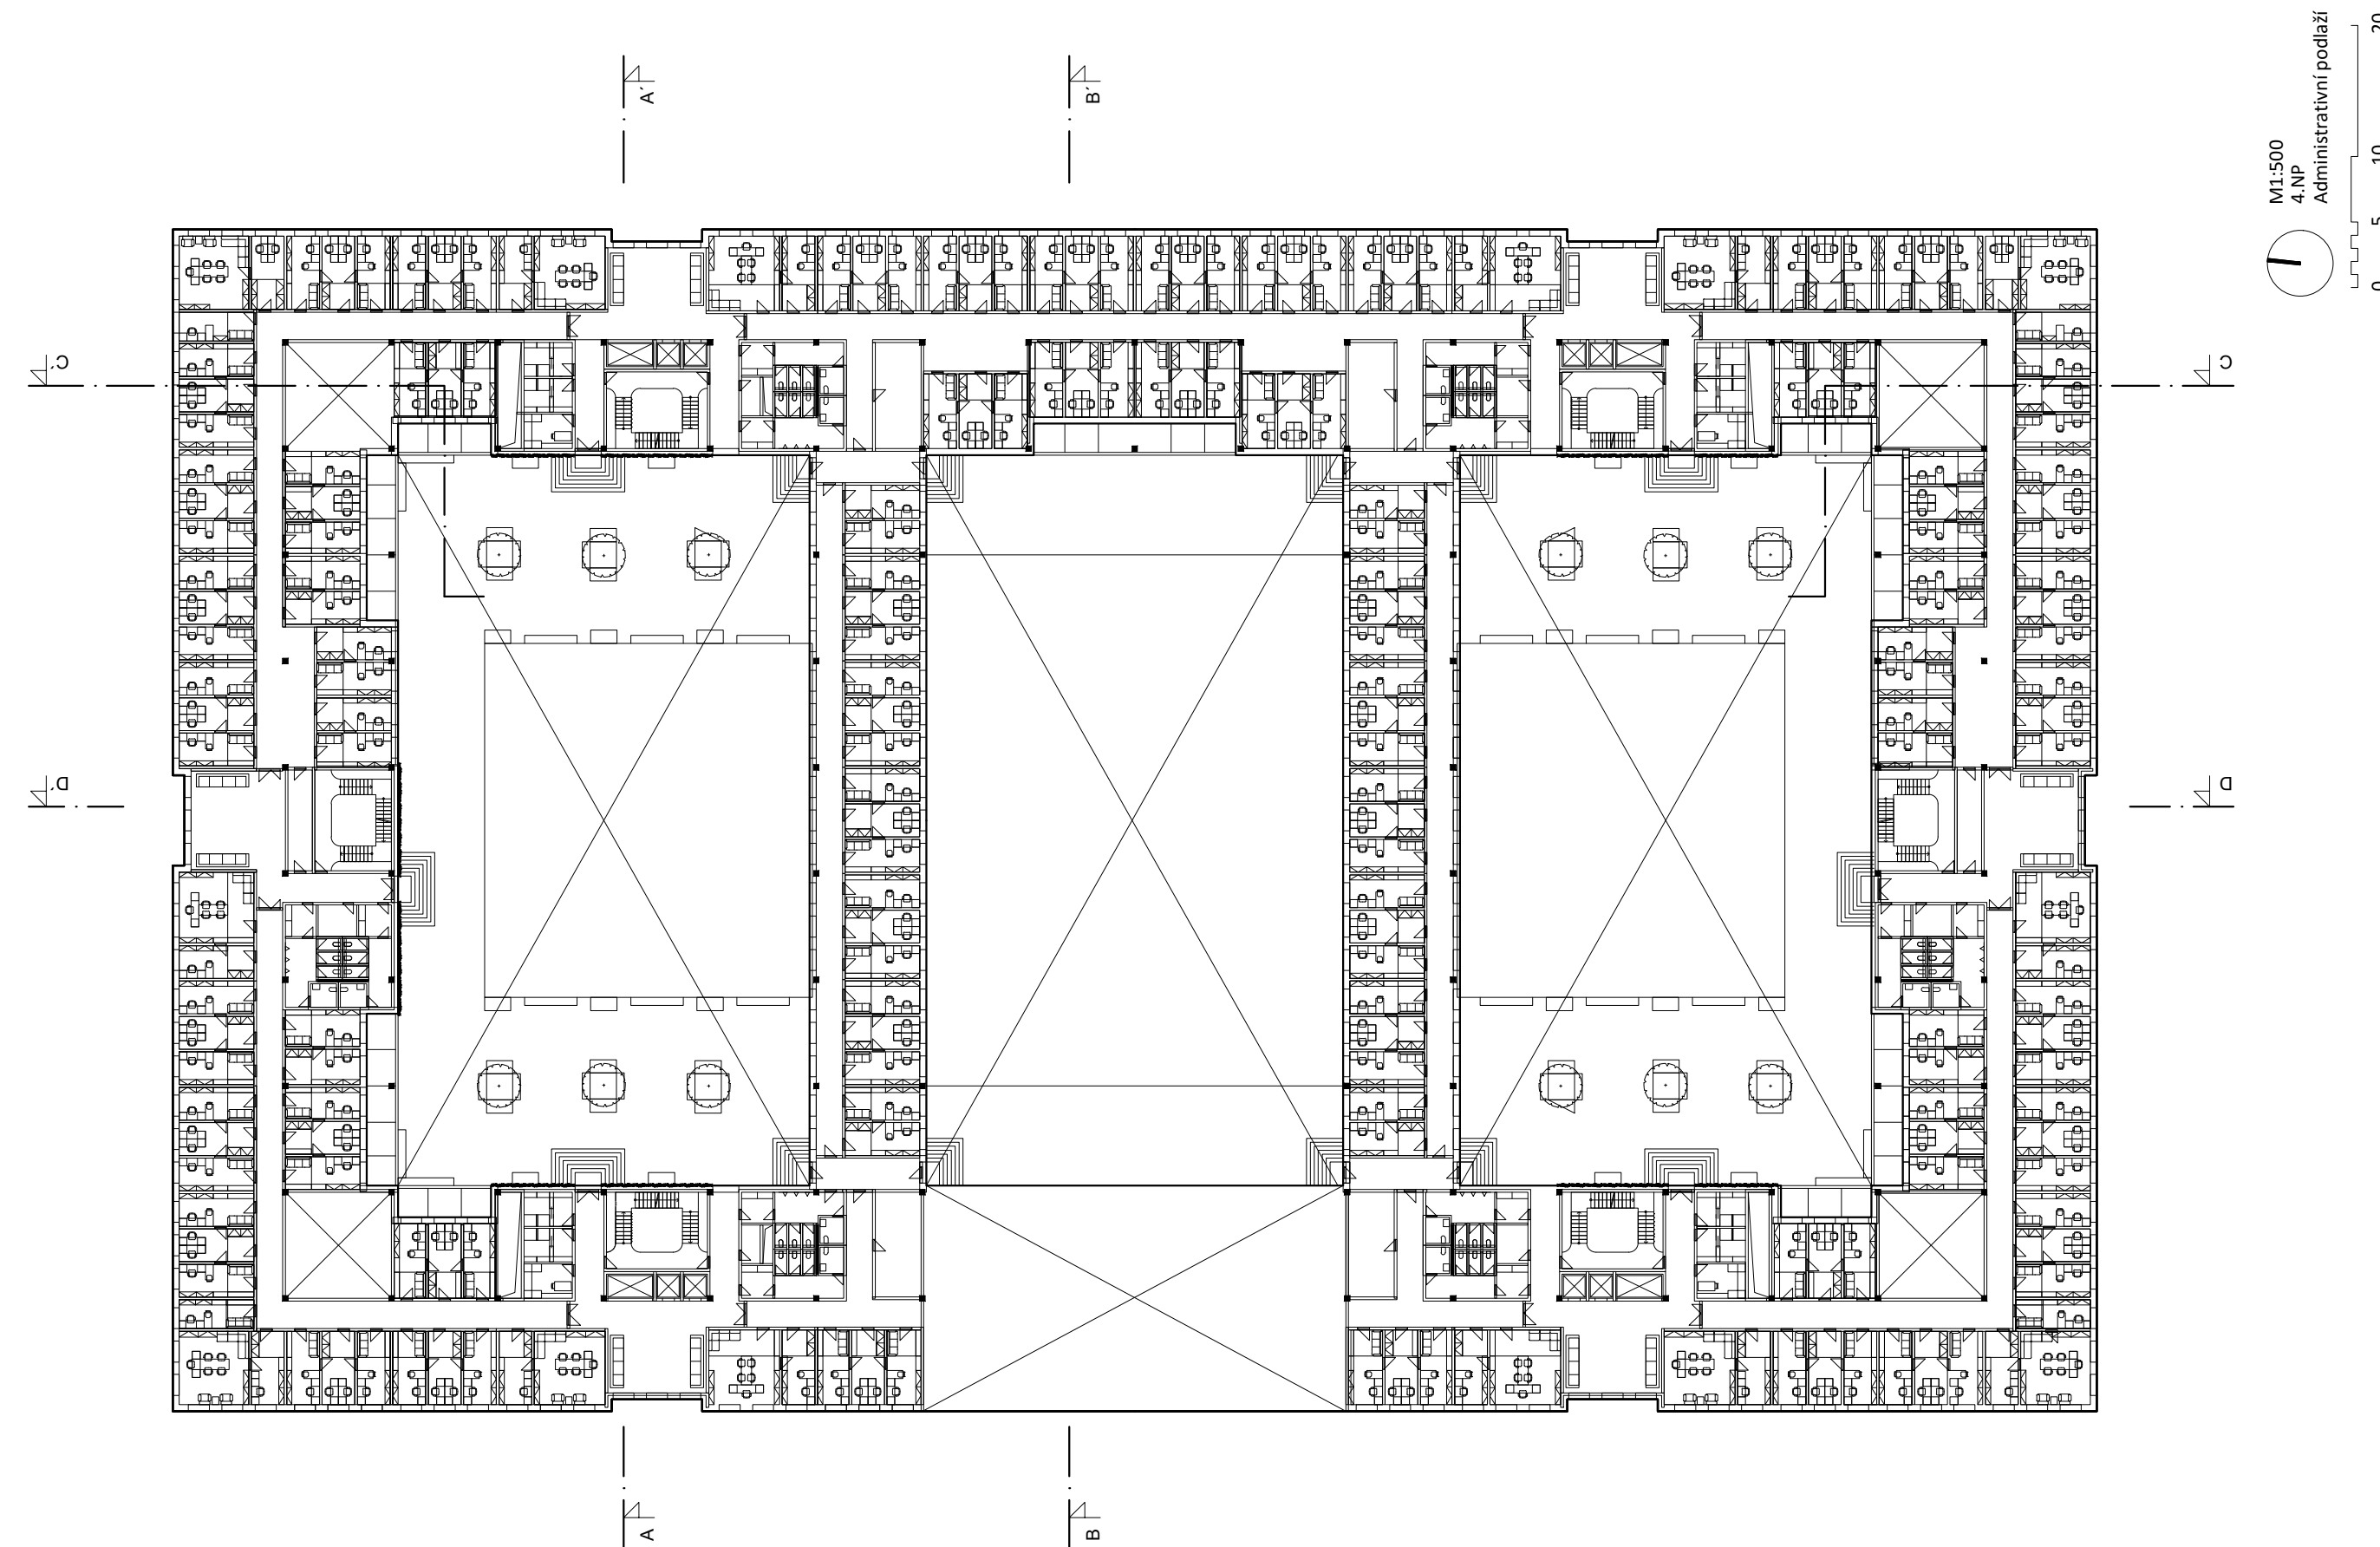 A´
B´
M1:500
4.NP
Administrativní podlaží
0
5
10
20
C´
C
D´
D
A
B